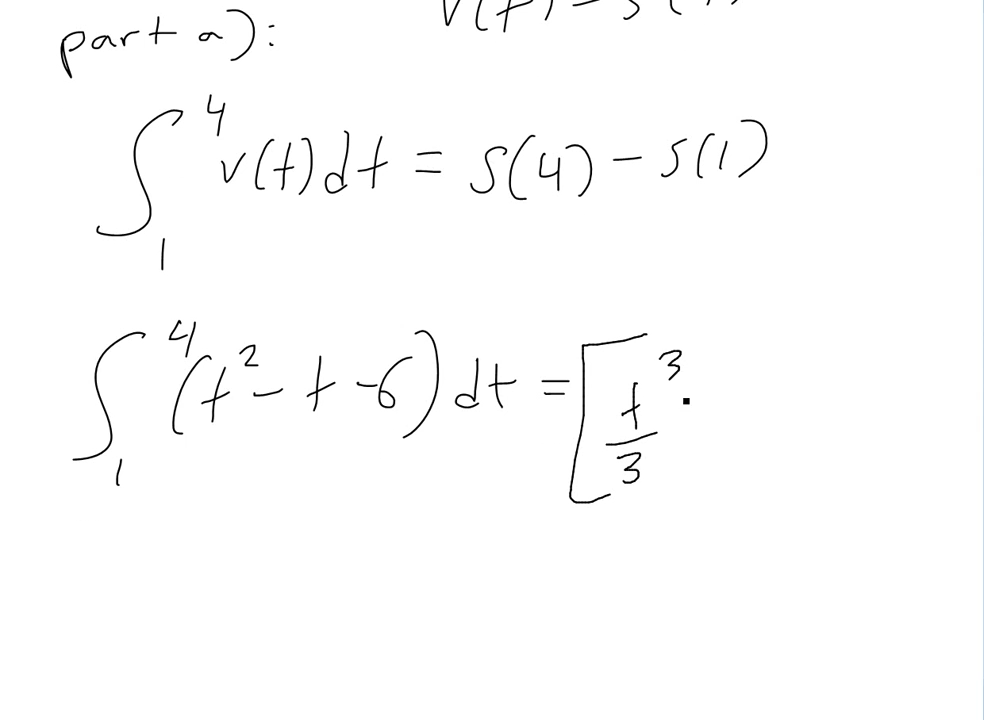 v(t) = s'(t)
part a):
∫₁⁴ v(t)dt = s(4) - s(1)
∫₁⁴ (t² - t - 6)dt = [t³/3